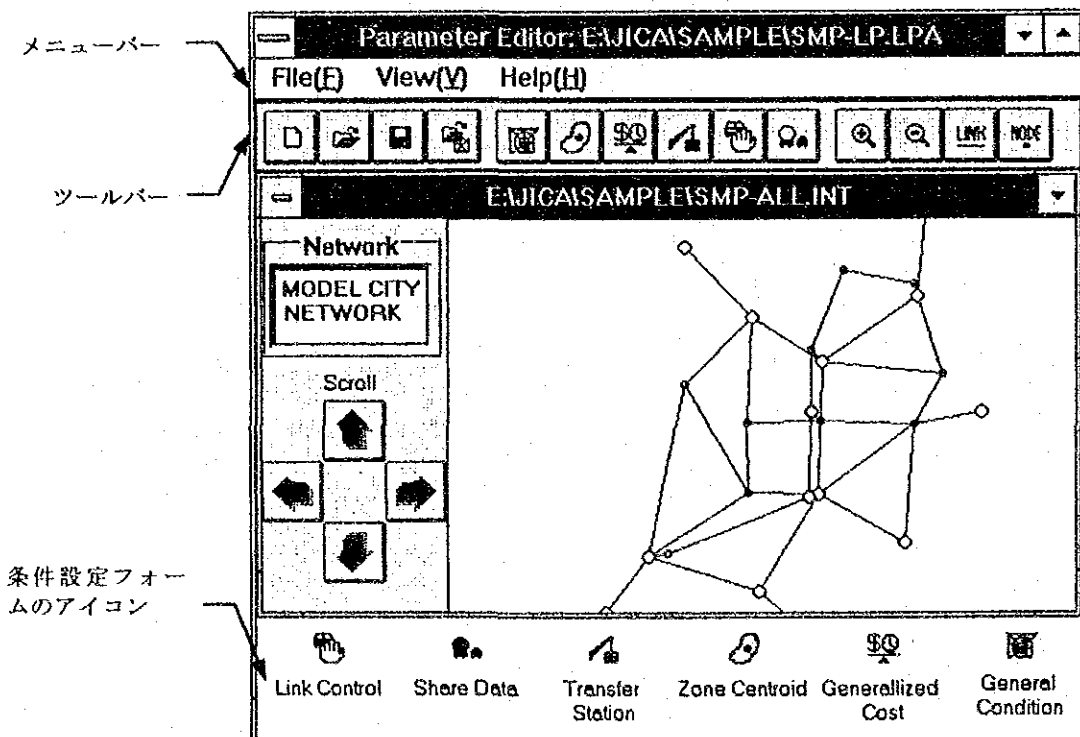 メニューバー
Parameter Editor: E:\JICA\SAMPLE\SMP-LP.LPA
File(F) View(V) Help(H)
ツールバー
LINK NODE
E:\JICA\SAMPLE\SMP-ALL.INT
Network
MODEL CITY
NETWORK
Scroll
条件設定フォー
ムのアイコン
Link Control
Share Data
Transfer
Station
Zone Centroid
Generallized
Cost
General
Condition